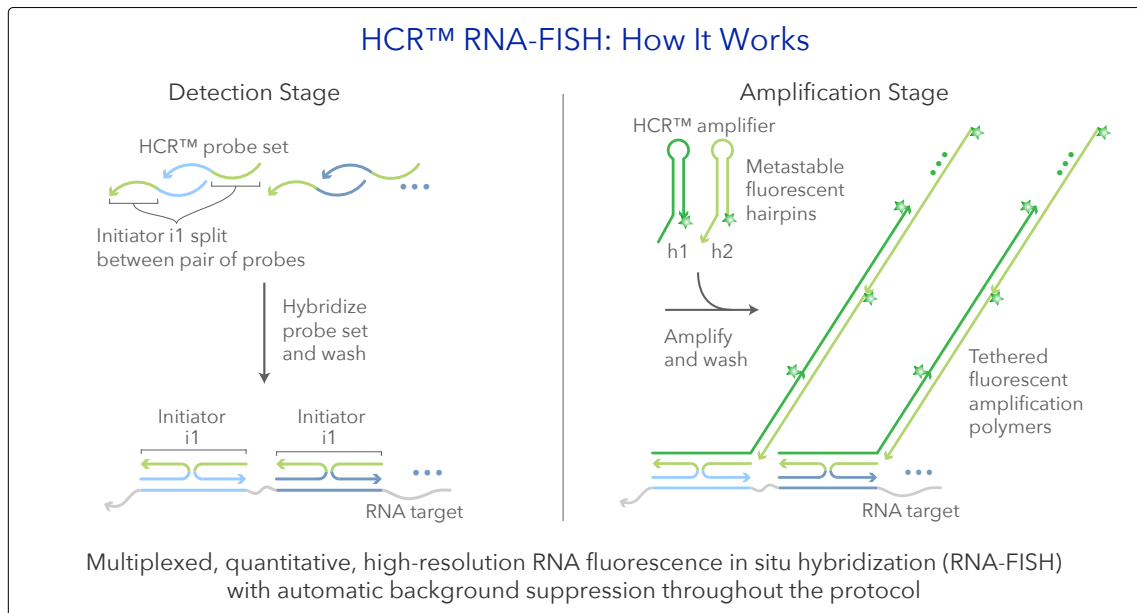 HCR™ RNA-FISH: How It Works
Detection Stage
HCR™ probe set
Initiator i1 split
between pair of probes
Hybridize
probe set
and wash
Initiator
i1
Initiator
i1
RNA target
Amplification Stage
HCR™ amplifier
Metastable
fluorescent
hairpins
h1
h2
Amplify
and wash
Tethered
fluorescent
amplification
polymers
RNA target
Multiplexed, quantitative, high-resolution RNA fluorescence in situ hybridization (RNA-FISH)
with automatic background suppression throughout the protocol